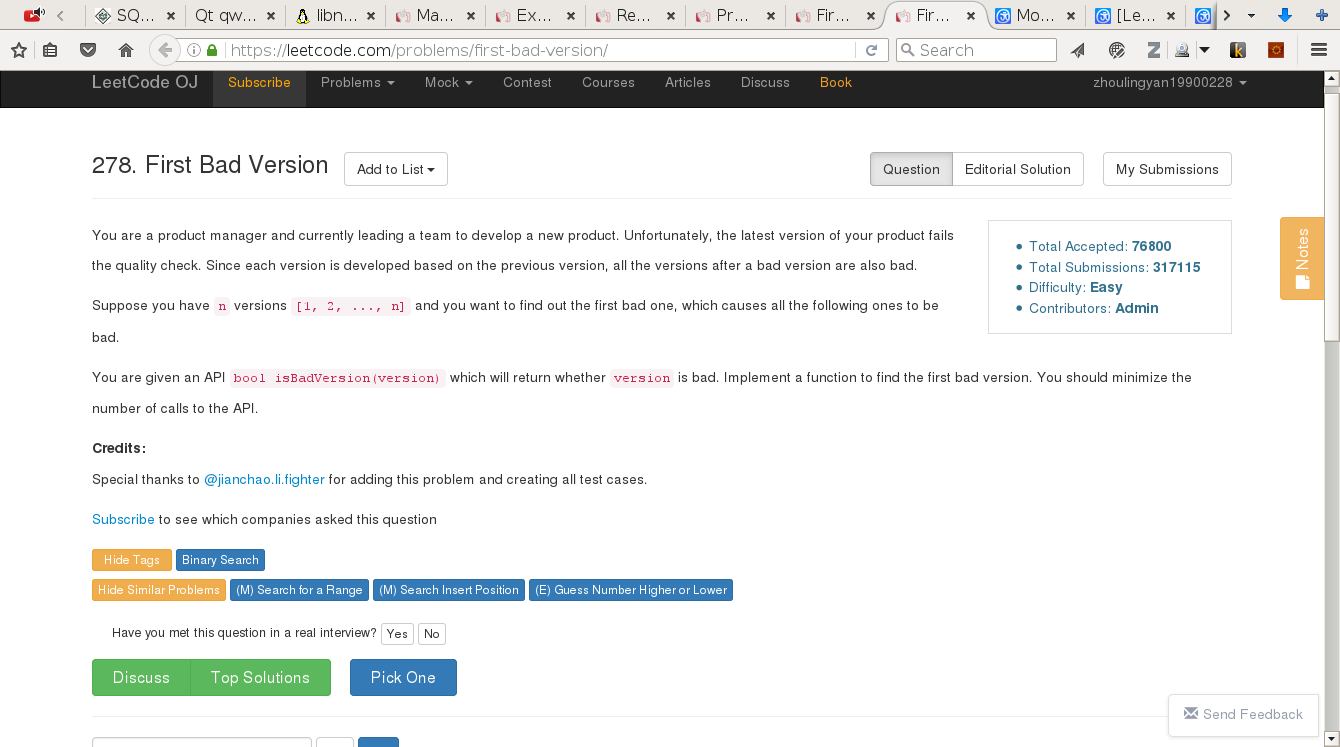 SQ...
Qt qw...
libn...
Ma...
Ex...
Re...
Pr...
Fir...
Fir...
Mo...
[Le...
https://leetcode.com/problems/first-bad-version/
Search
LeetCode OJ
Subscribe
Problems
Mock
Contest
Courses
Articles
Discuss
Book
zhoulingyan19900228
278. First Bad Version
Add to List
Question
Editorial Solution
My Submissions
You are a product manager and currently leading a team to develop a new product. Unfortunately, the latest version of your product fails
the quality check. Since each version is developed based on the previous version, all the versions after a bad version are also bad.
Suppose you have n versions [1, 2, ..., n] and you want to find out the first bad one, which causes all the following ones to be
bad.
Total Accepted: 76800
Total Submissions: 317115
Difficulty: Easy
Contributors: Admin
Notes
You are given an API bool isBadVersion(version) which will return whether version is bad. Implement a function to find the first bad version. You should minimize the
number of calls to the API.
Credits:
Special thanks to @jianchao.li.fighter for adding this problem and creating all test cases.
Subscribe to see which companies asked this question
Hide Tags
Binary Search
Hide Similar Problems
(M) Search for a Range
(M) Search Insert Position
(E) Guess Number Higher or Lower
Have you met this question in a real interview?
Yes
No
Discuss
Top Solutions
Pick One
Send Feedback